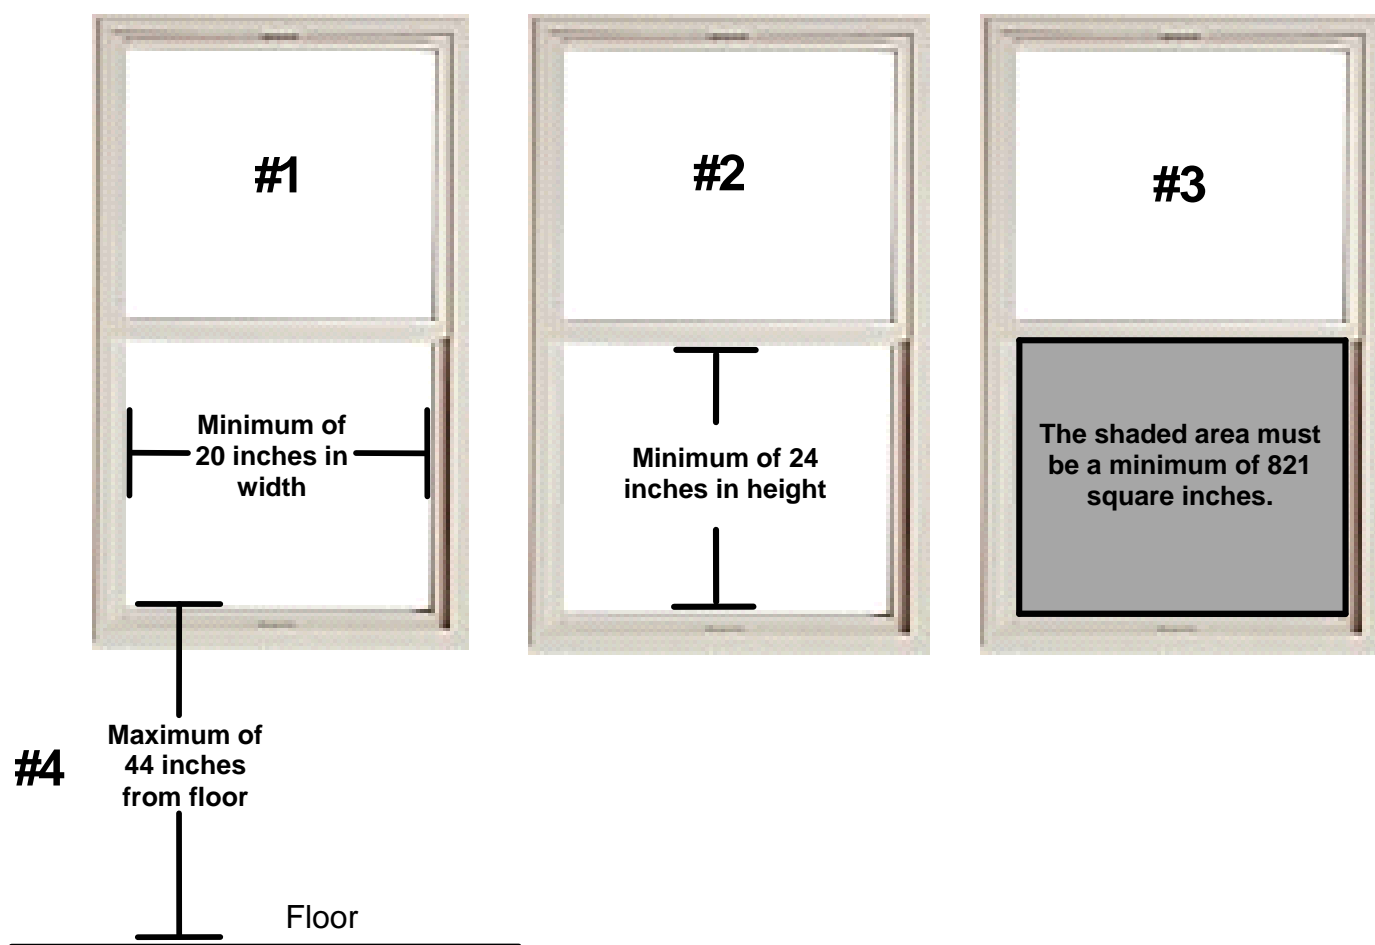 #1
#2
#3
Minimum of
20 inches in
width
Minimum of 24
inches in height
The shaded area must
be a minimum of 821
square inches.
#4
Maximum of
44 inches
from floor
Floor